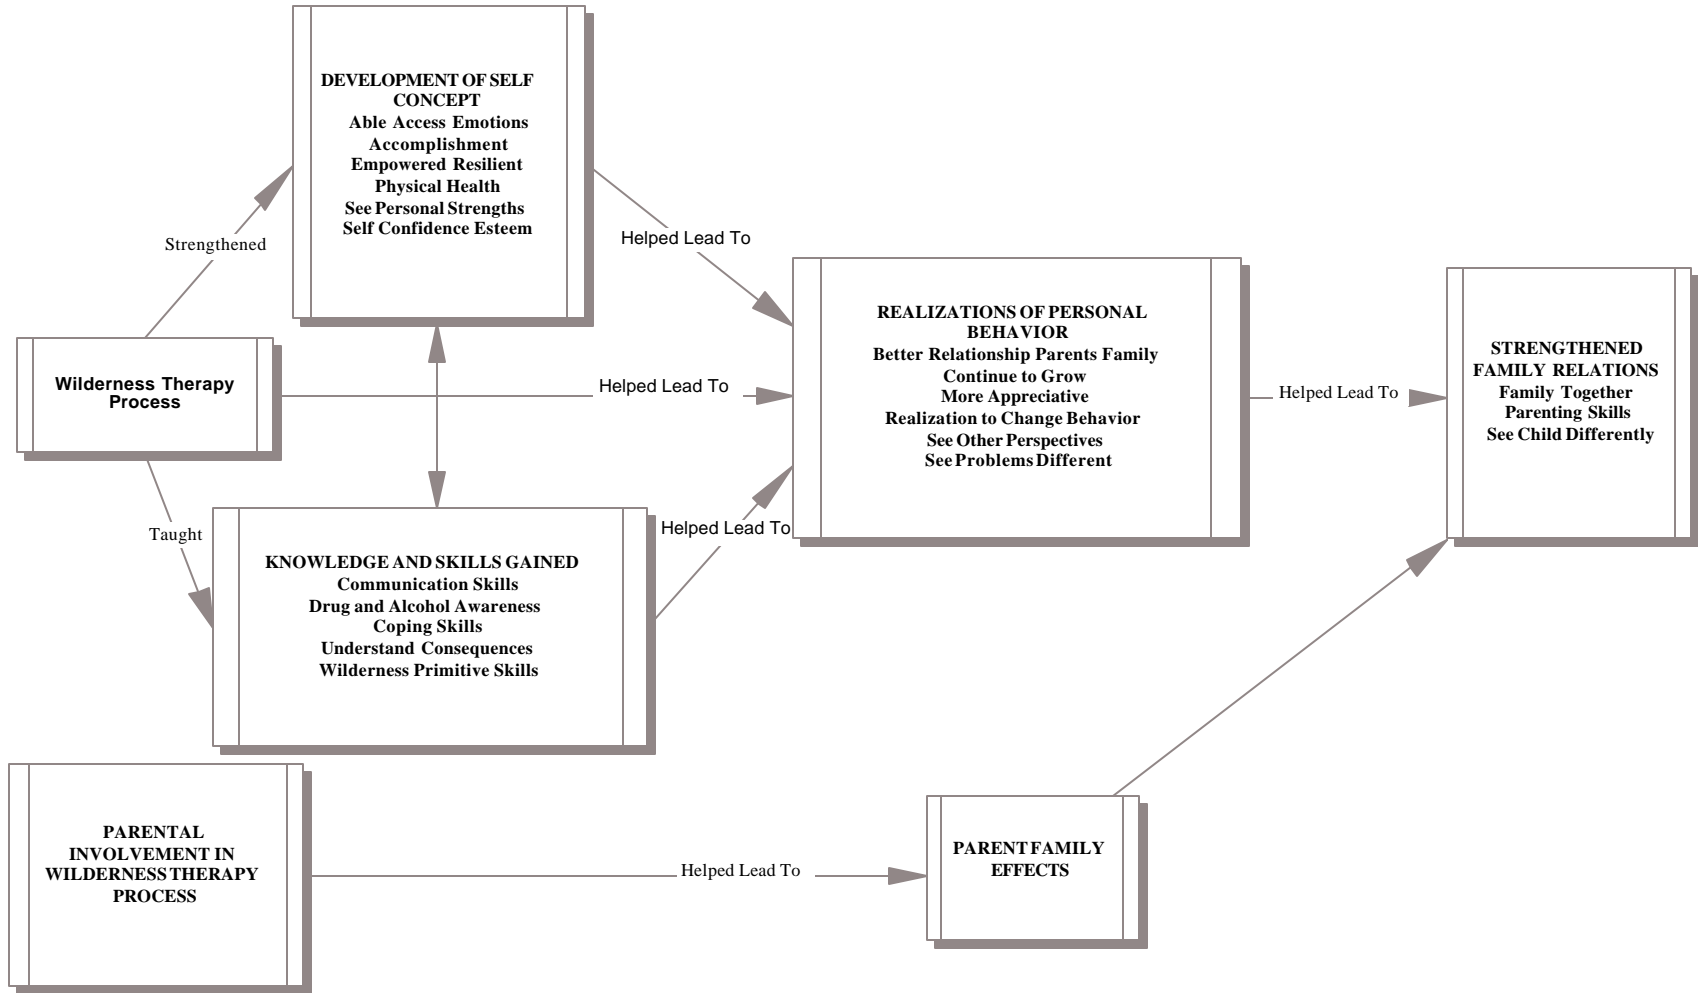 DEVELOPMENT OF SELF
CONCEPT
Able Access Emotions
Accomplishment
Empowered Resilient
Physical Health
See Personal Strengths
Self Confidence Esteem
Strengthened
Helped Lead To
Wilderness Therapy
Process
Helped Lead To
REALIZATIONS OF PERSONAL
BEHAVIOR
Better Relationship Parents Family
Continue to Grow
More Appreciative
Realization to Change Behavior
See Other Perspectives
See Problems Different
Helped Lead To
STRENGTHENED
FAMILY RELATIONS
Family Together
Parenting Skills
See Child Differently
Taught
Helped Lead To
KNOWLEDGE AND SKILLS GAINED
Communication Skills
Drug and Alcohol Awareness
Coping Skills
Understand Consequences
Wilderness Primitive Skills
PARENTAL
INVOLVEMENT IN
WILDERNESS THERAPY
PROCESS
Helped Lead To
PARENT FAMILY
EFFECTS